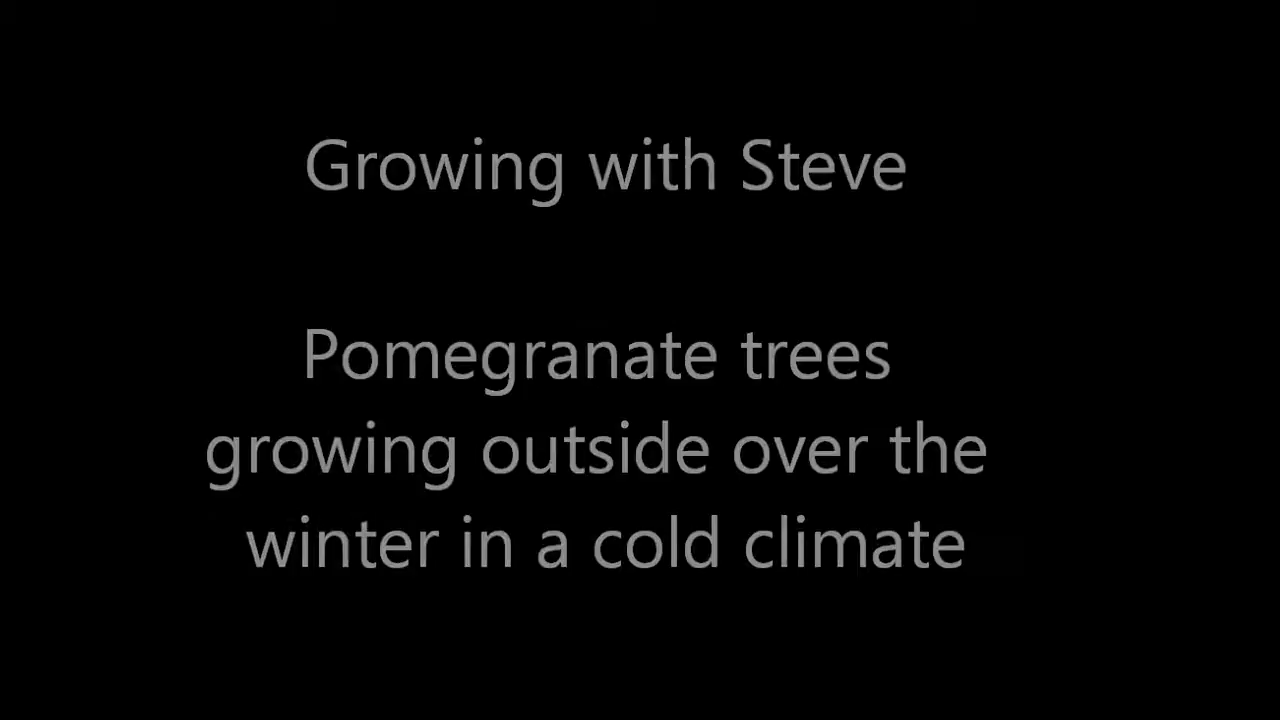 Growing with Steve
Pomegranate trees
growing outside over the
winter in a cold climate